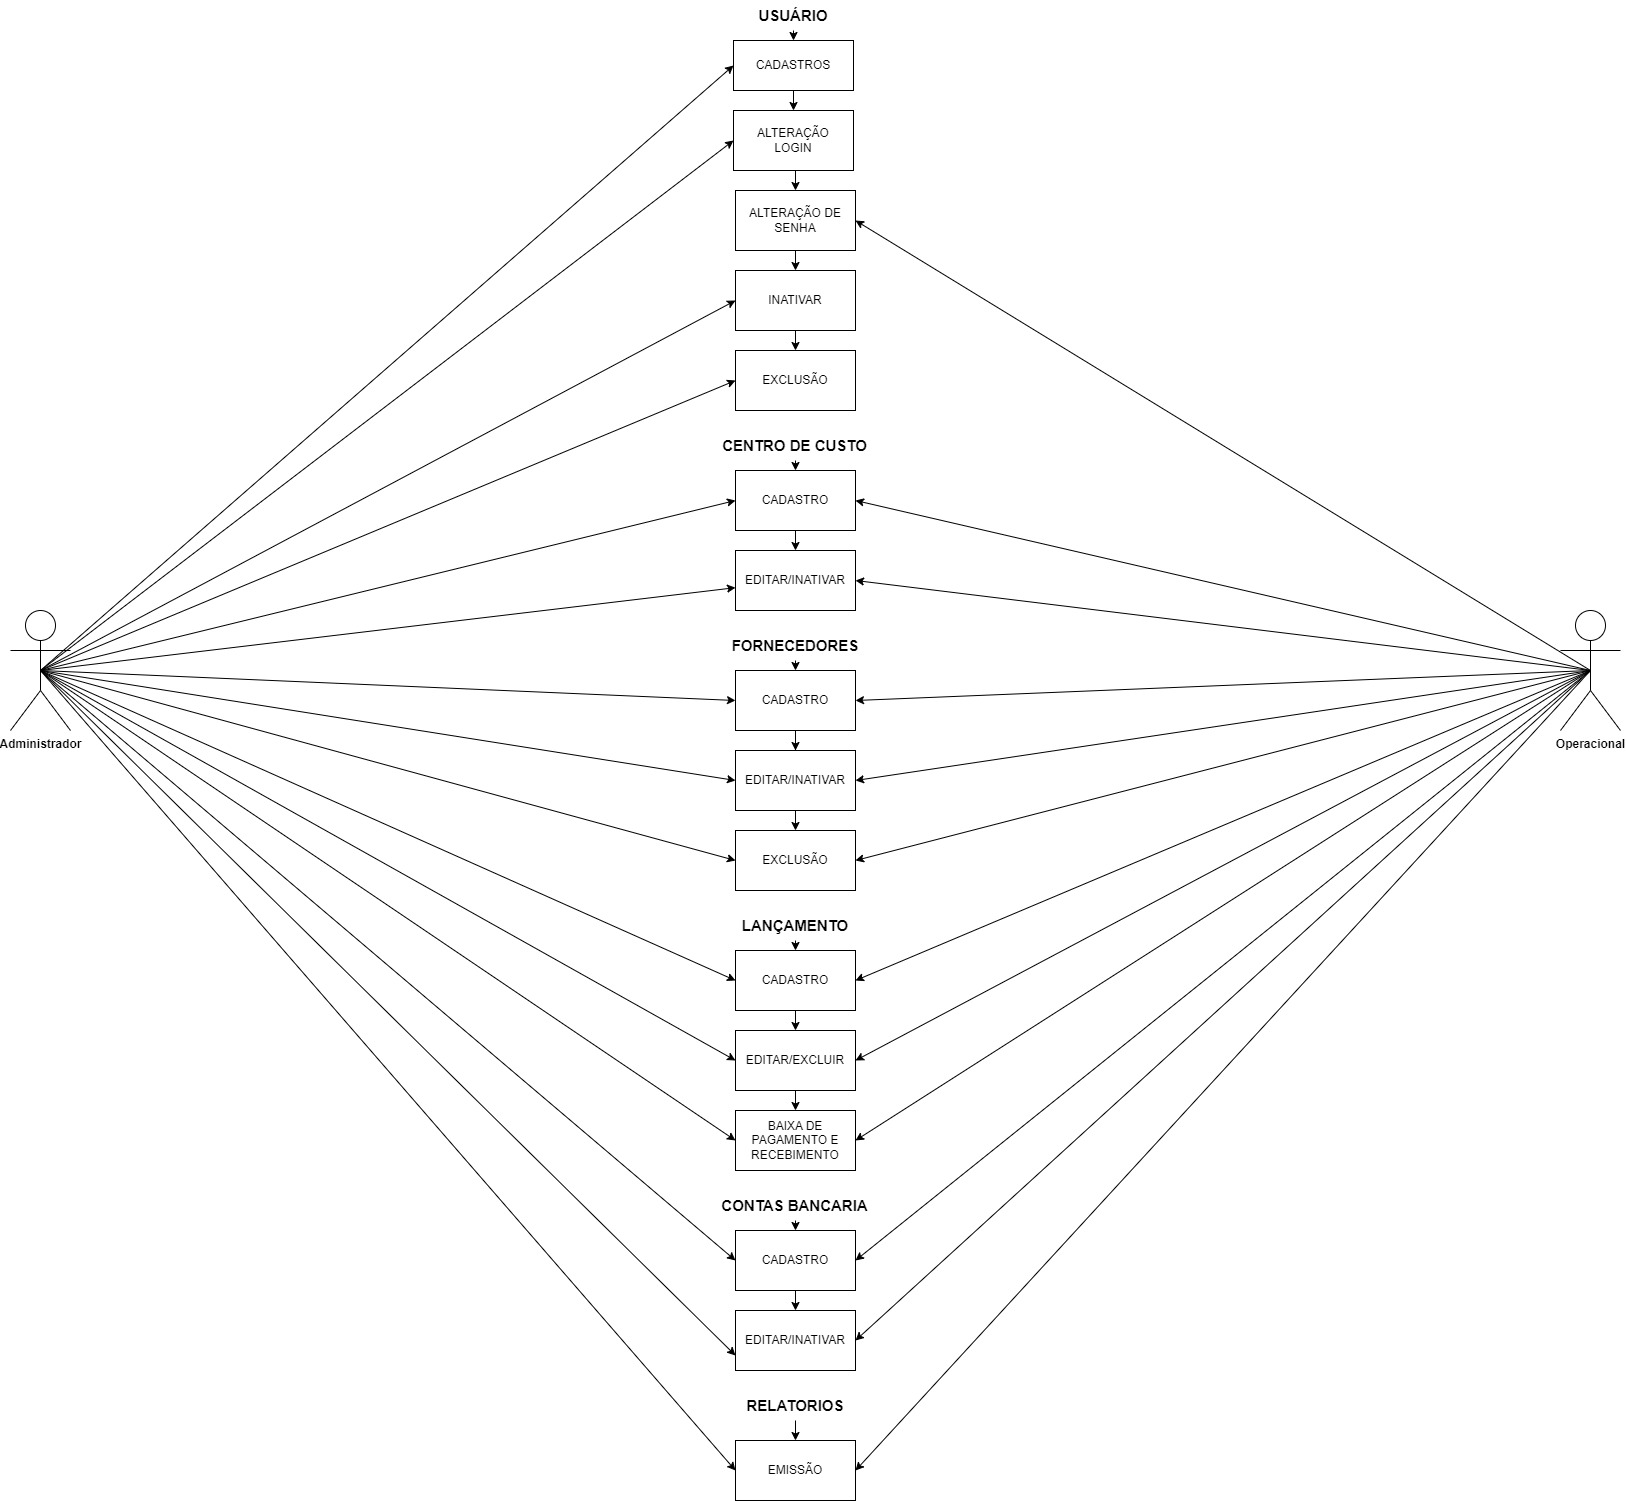 USUÁRIO
CADASTROS
ALTERAÇÃO
LOGIN
ALTERAÇÃO DE
SENHA
INATIVAR
EXCLUSÃO
CENTRO DE CUSTO
CADASTRO
EDITAR/INATIVAR
FORNECEDORES
CADASTRO
Administrador
Operacional
EDITAR/INATIVAR
EXCLUSÃO
LANÇAMENTO
CADASTRO
EDITAR/EXCLUIR
BAIXA DE
PAGAMENTO E
RECEBIMENTO
CONTAS BANCARIA
CADASTRO
EDITAR/INATIVAR
RELATORIOS
EMISSÃO